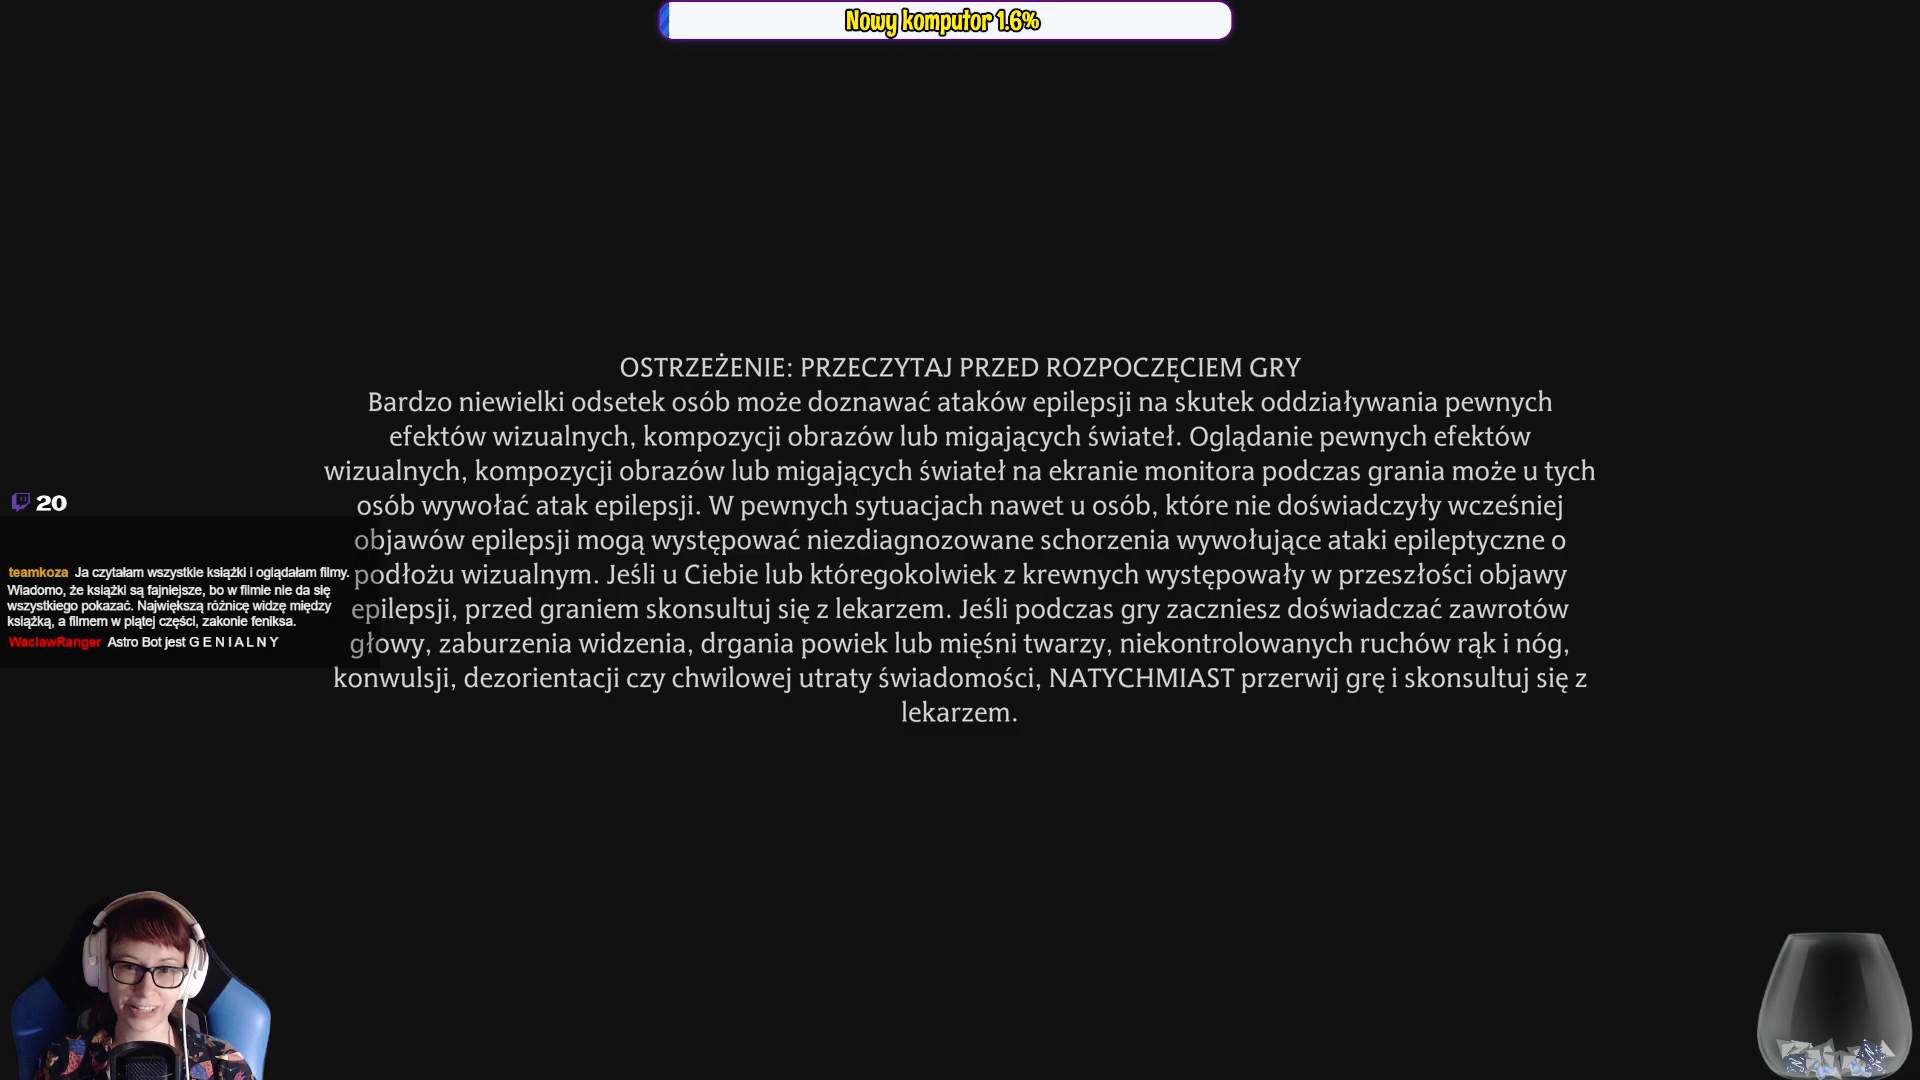 Nowy komputor 1.6%
OSTRZEŻENIE: PRZECZYTAJ PRZED ROZPOCZĘCIEM GRY
Bardzo niewielki odsetek osób może doznawać ataków epilepsji na skutek oddziaływania pewnych
efektów wizualnych, kompozycji obrazów lub migających świateł. Oglądanie pewnych efektów
wizualnych, kompozycji obrazów lub migających świateł na ekranie monitora podczas grania może u tych
osób wywołać atak epilepsji. W pewnych sytuacjach nawet u osób, które nie doświadczyły wcześniej
objawów epilepsji mogą występować niezdiagnozowane schorzenia wywołujące ataki epileptyczne o
podłożu wizualnym. Jeśli u Ciebie lub któregokolwiek z krewnych występowały w przeszłości objawy
epilepsji, przed graniem skonsultuj się z lekarzem. Jeśli podczas gry zaczniesz doświadczać zawrotów
głowy, zaburzenia widzenia, drgania powiek lub mięśni twarzy, niekontrolowanych ruchów rąk i nóg,
konwulsji, dezorientacji czy chwilowej utraty świadomości, NATYCHMIAST przerwij grę i skonsultuj się z
lekarzem.
20
teamkoza Ja czytałam wszystkie książki i oglądałam filmy.
Wiadomo, że książki są fajniejsze, bo w filmie nie da się
wszystkiego pokazać. Największą różnicę widzę między
książką, a filmem w piątej części, zakonie feniksa.
WaclawRanger Astro Bot jest G E N I A L N Y